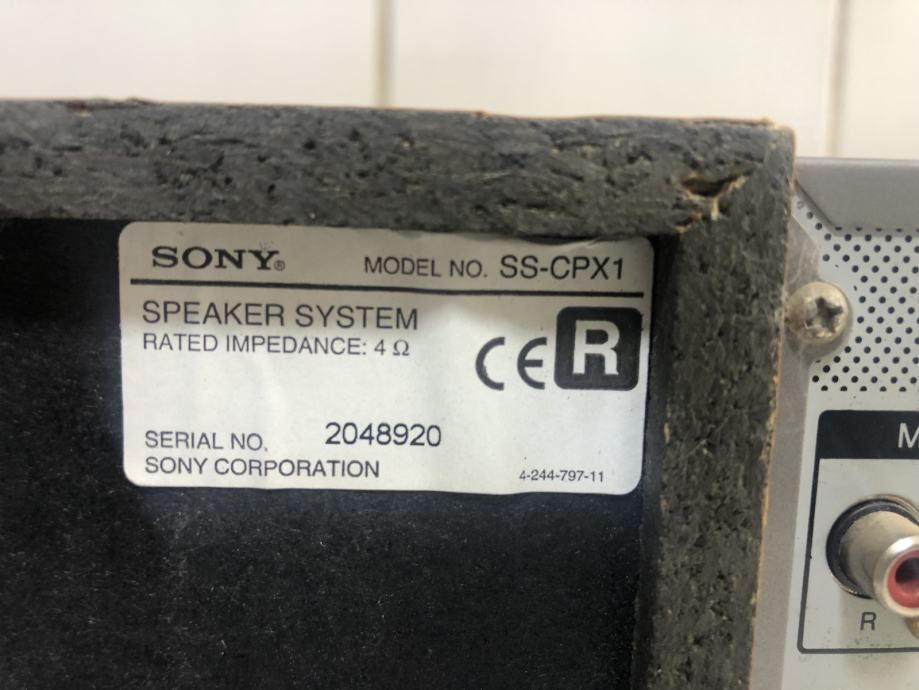 SONY®
MODEL NO. SS-CPX1
SPEAKER SYSTEM
RATED IMPEDANCE: 4 Ω
CE R
SERIAL NO. 2048920
SONY CORPORATION
4-244-797-11
M
R